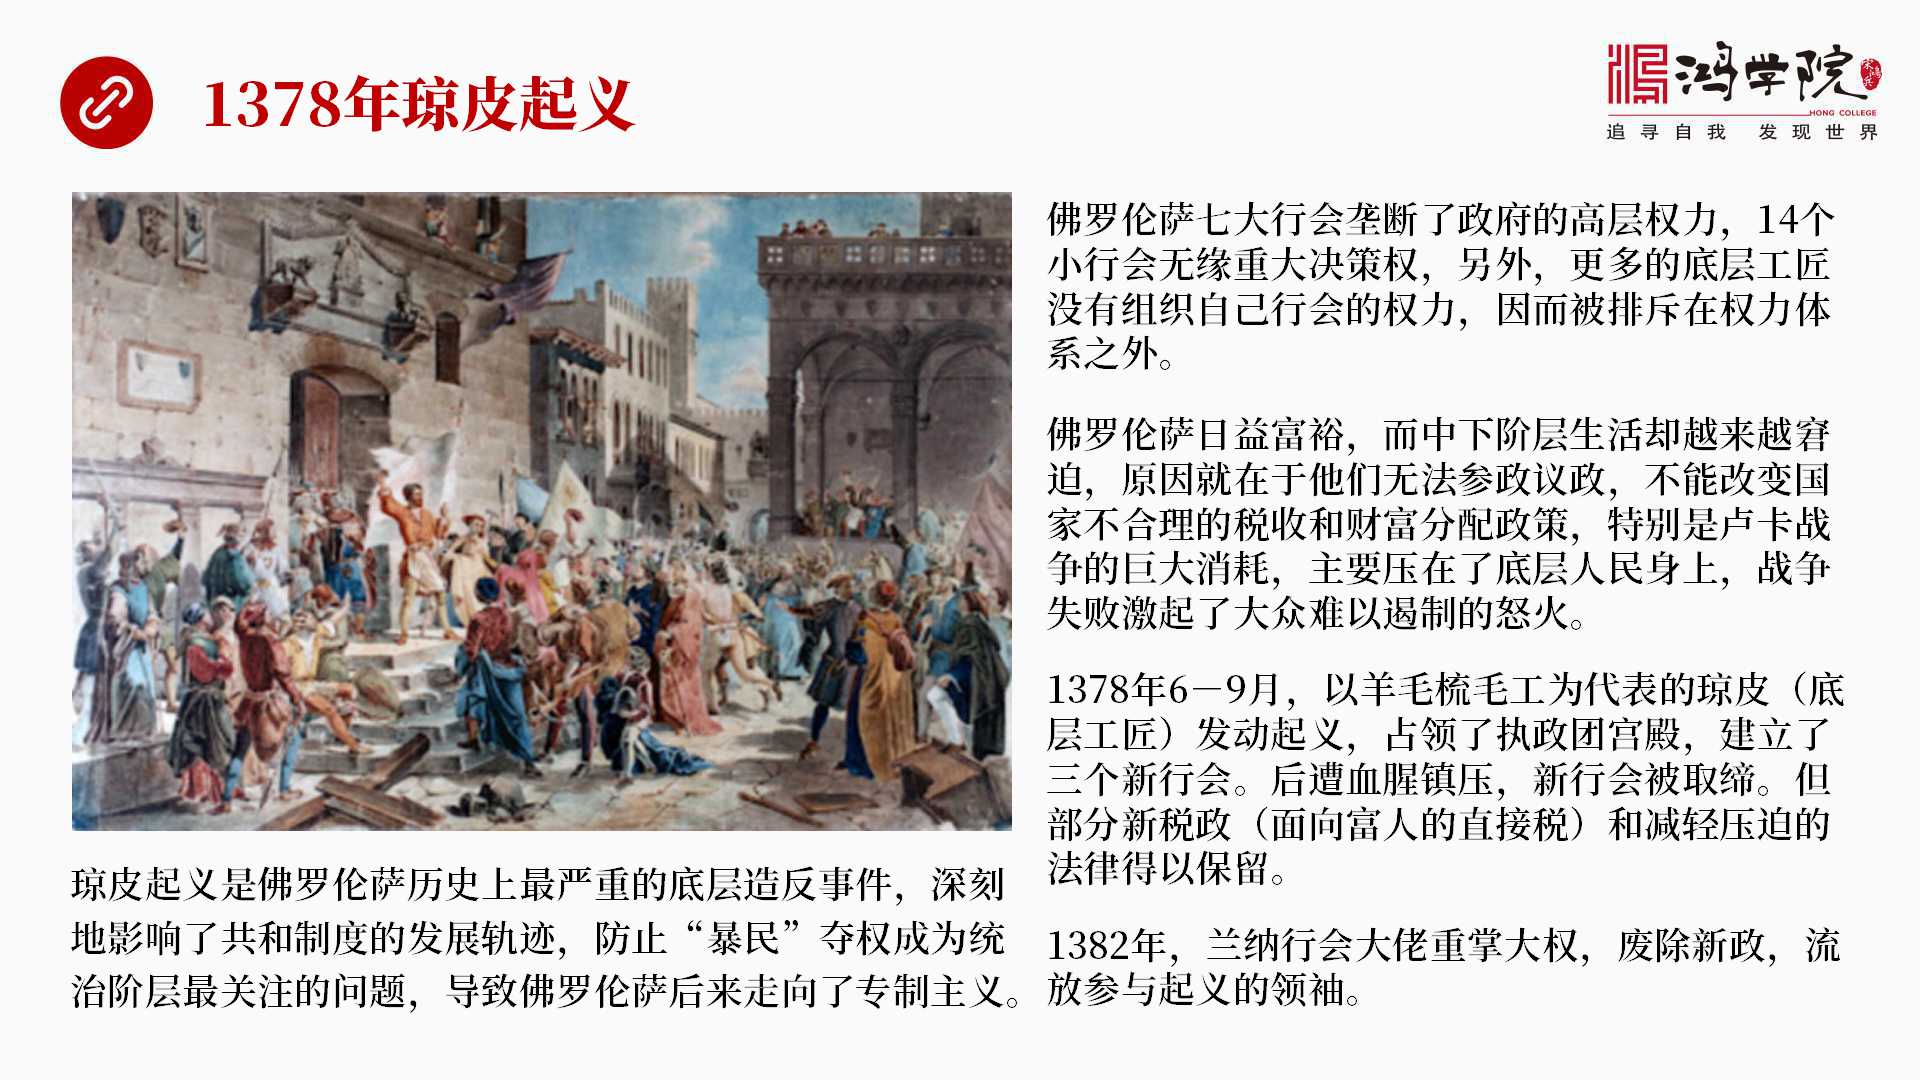 1378年琼皮起义
鸿学院
宋鸿兵
HONG COLLEGE
追寻自我 发现世界
佛罗伦萨七大行会垄断了政府的高层权力，14个
小行会无缘重大决策权，另外，更多的底层工匠
没有组织自己行会的权力，因而被排斥在权力体
系之外。
佛罗伦萨日益富裕，而中下阶层生活却越来越窘
迫，原因就在于他们无法参政议政，不能改变国
家不合理的税收和财富分配政策，特别是卢卡战
争的巨大消耗，主要压在了底层人民身上，战争
失败激起了大众难以遏制的怒火。
1378年6－9月，以羊毛梳毛工为代表的琼皮（底
层工匠）发动起义，占领了执政团宫殿，建立了
三个新行会。后遭血腥镇压，新行会被取缔。但
部分新税政（面向富人的直接税）和减轻压迫的
法律得以保留。
1382年，兰纳行会大佬重掌大权，废除新政，流
放参与起义的领袖。
琼皮起义是佛罗伦萨历史上最严重的底层造反事件，深刻
地影响了共和制度的发展轨迹，防止“暴民”夺权成为统
治阶层最关注的问题，导致佛罗伦萨后来走向了专制主义。